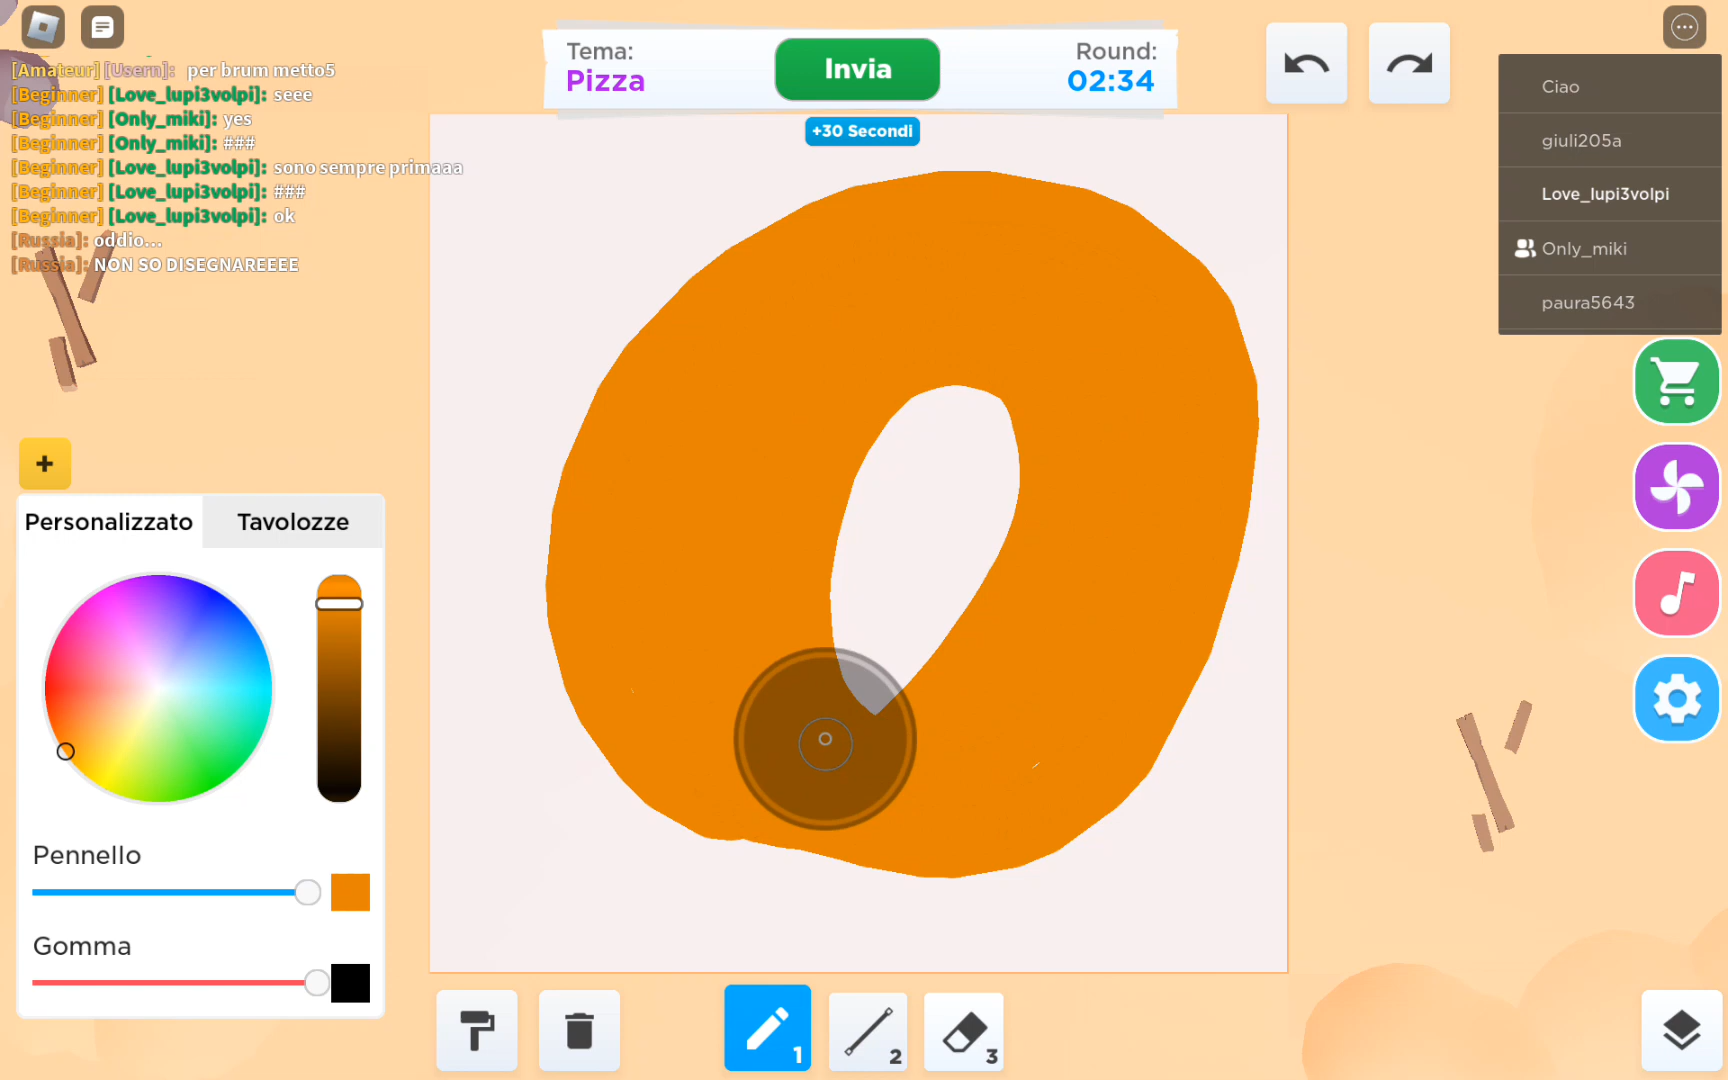 [Amateur] [Usern]: per brum metto5
[Beginner] [Love_lupi3volpi]: seee
[Beginner] [Only_miki]: yes
[Beginner] [Only_miki]: ###
[Beginner] [Love_lupi3volpi]: sono sempre primaaa
[Beginner] [Love_lupi3volpi]: ###
[Beginner] [Love_lupi3volpi]: ok
[Russia]: oddio...
[Russia]: NON SO DISEGNAREEEE
Tema:
Pizza
Invia
Round:
02:34
+30 Secondi
Ciao
giuli205a
Love_lupi3volpi
Only_miki
paura5643
+
Personalizzato
Tavolozze
Pennello
Gomma
1
2
3